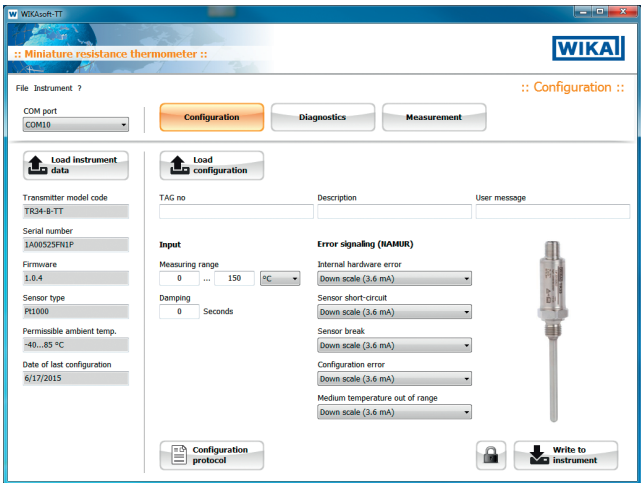 WIKAsoft-TT
:: Miniature resistance thermometer ::
WIKA
File Instrument ?
:: Configuration ::
COM port
COM10
Configuration
Diagnostics
Measurement
Load instrument
data
Load
configuration
Transmitter model code
TR34-B-TT
TAG no
Description
User message
Serial number
1A00525FN1P
Input
Error signaling (NAMUR)
Firmware
1.0.4
Measuring range
0 ... 150 °C
Internal hardware error
Down scale (3.6 mA)
Sensor type
Pt1000
Damping
0 Seconds
Sensor short-circuit
Down scale (3.6 mA)
Permissible ambient temp.
-40...85 °C
Sensor break
Down scale (3.6 mA)
Date of last configuration
6/17/2015
Configuration error
Down scale (3.6 mA)
Medium temperature out of range
Down scale (3.6 mA)
Configuration
protocol
Write to
instrument